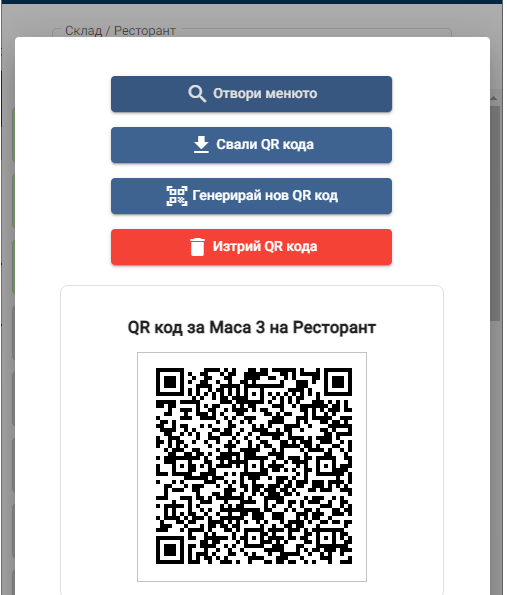 Склад / Ресторант
Отвори менюто
Свали QR кода
Генерирай нов QR код
Изтрий QR кода
QR код за Маса 3 на Ресторант